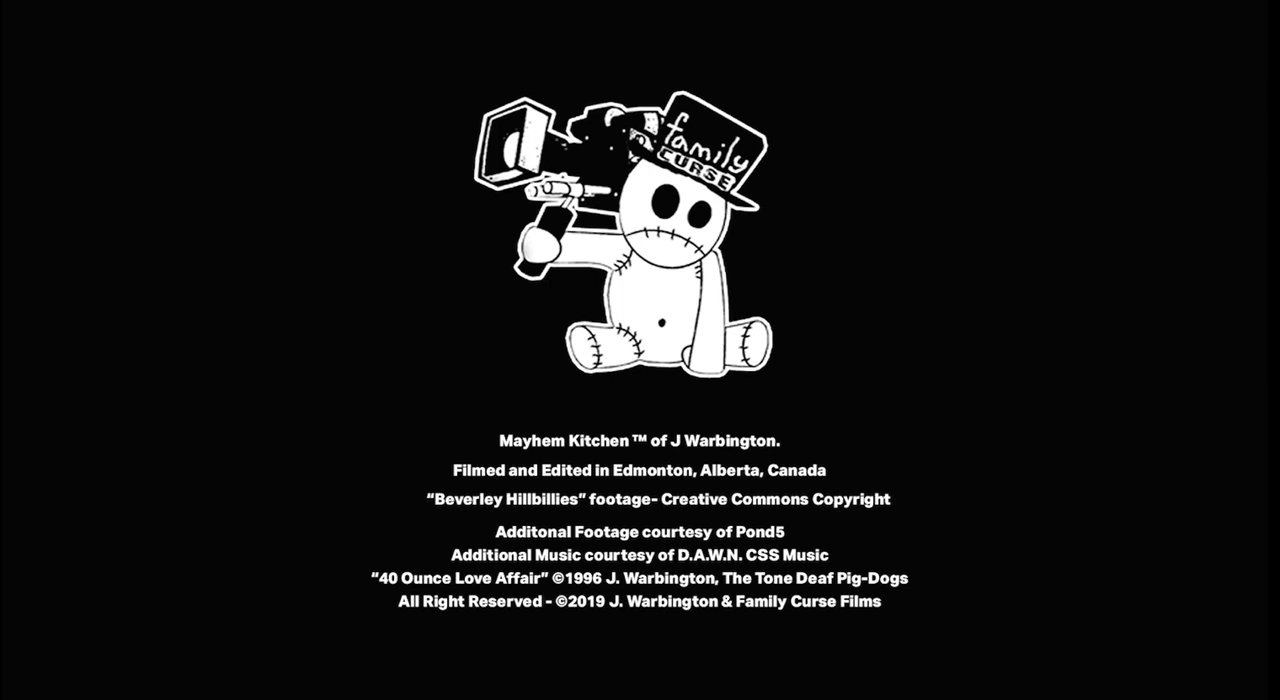 family
CURSE
Mayhem Kitchen ™ of J Warbington.
Filmed and Edited in Edmonton, Alberta, Canada
“Beverley Hillbillies” footage- Creative Commons Copyright
Additonal Footage courtesy of Pond5
Additional Music courtesy of D.A.W.N. CSS Music
“40 Ounce Love Affair” ©1996 J. Warbington, The Tone Deaf Pig-Dogs
All Right Reserved - ©2019 J. Warbington & Family Curse Films